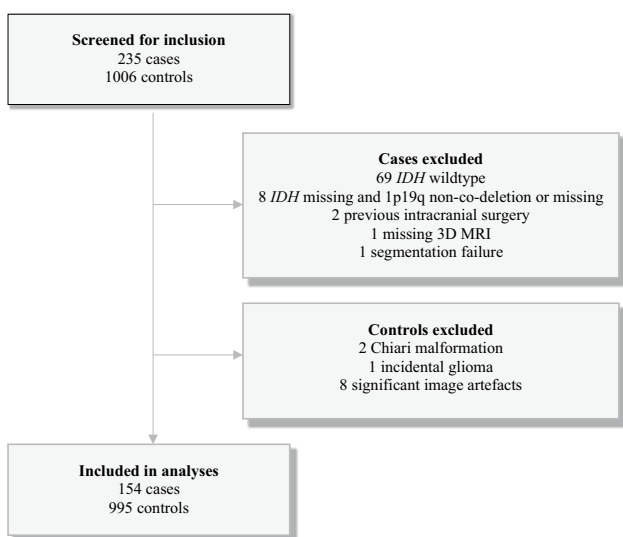 Screened for inclusion
235 cases
1006 controls
Cases excluded
69 IDH wildtype
8 IDH missing and 1p19q non-co-deletion or missing
2 previous intracranial surgery
1 missing 3D MRI
1 segmentation failure
Controls excluded
2 Chiari malformation
1 incidental glioma
8 significant image artefacts
Included in analyses
154 cases
995 controls